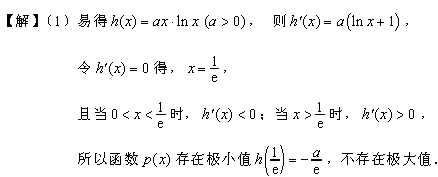 【解】(1) 易得 h(x) = ax·ln x (a > 0)， 则 h′(x) = a(ln x + 1)，
令 h′(x) = 0 得， x = 1/e，
且当 0 < x < 1/e 时， h′(x) < 0；当 x > 1/e 时， h′(x) > 0 ，
所以函数 p(x) 存在极小值 h(1/e) = −a/e，不存在极大值．